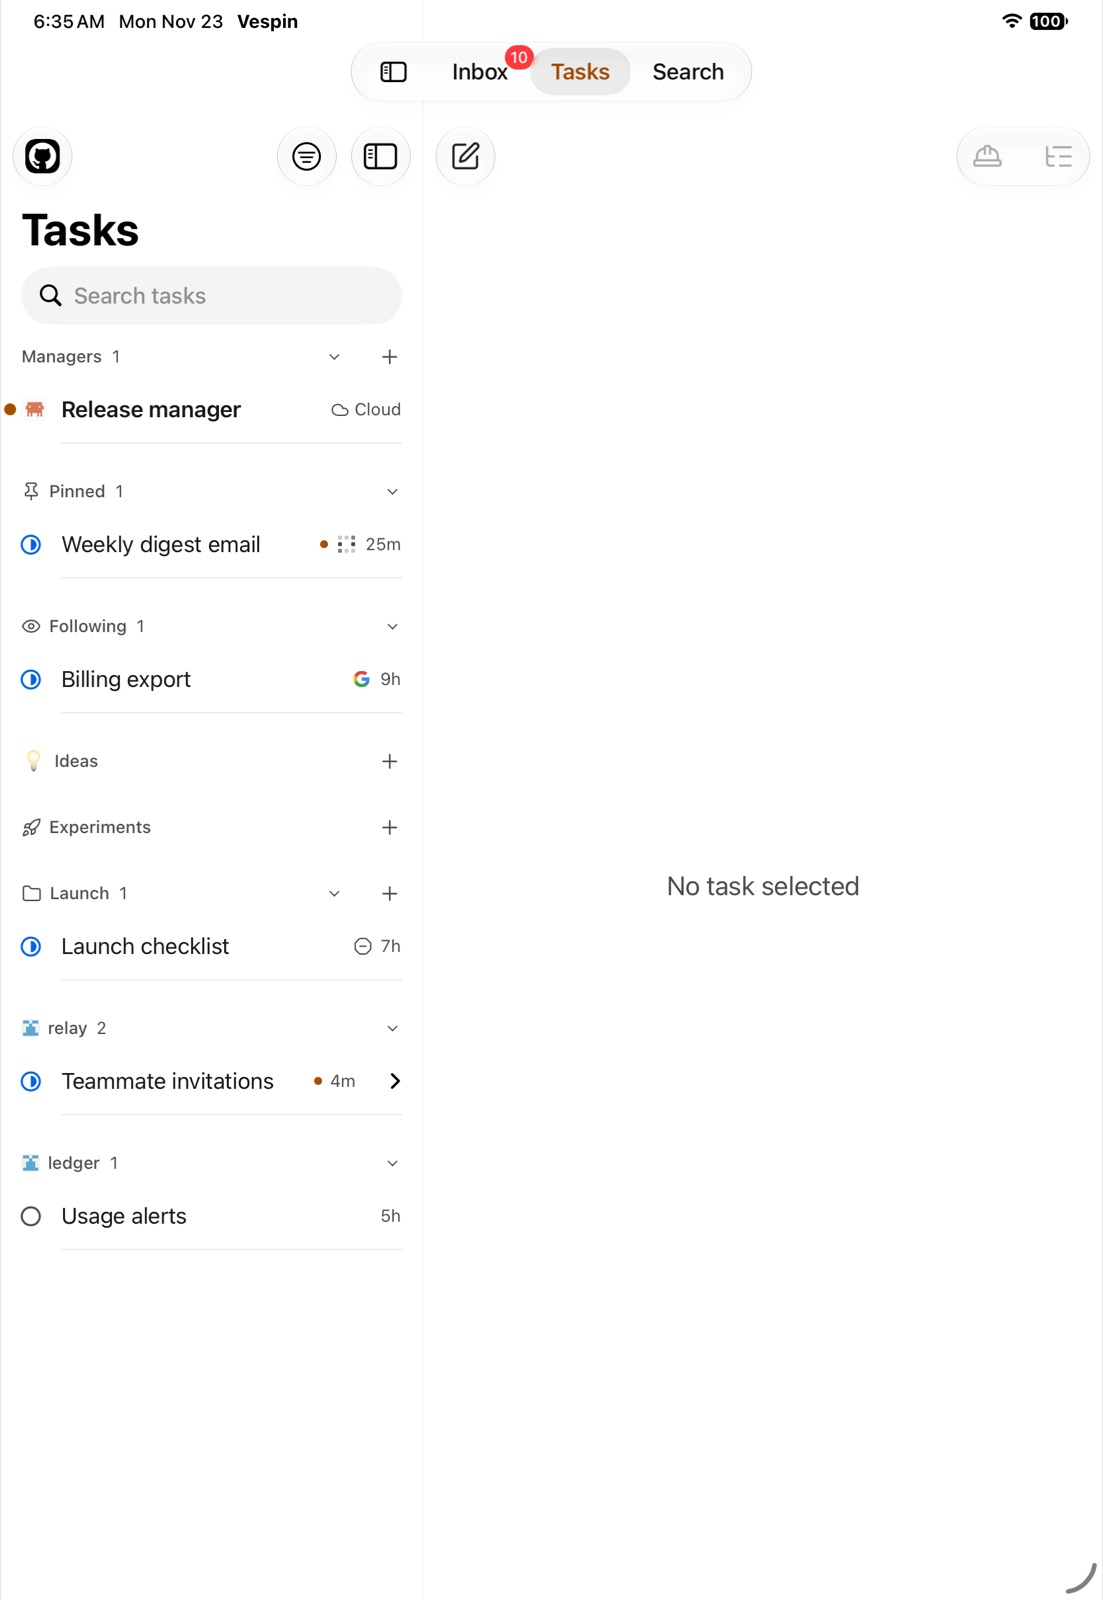 6:35 AM Mon Nov 23 Vespin
100
Inbox 10 Tasks Search
Tasks
Search tasks
Managers 1
Release manager Cloud
Pinned 1
Weekly digest email 25m
Following 1
Billing export 9h
Ideas
Experiments
Launch 1
Launch checklist 7h
relay 2
Teammate invitations 4m
ledger 1
Usage alerts 5h
No task selected